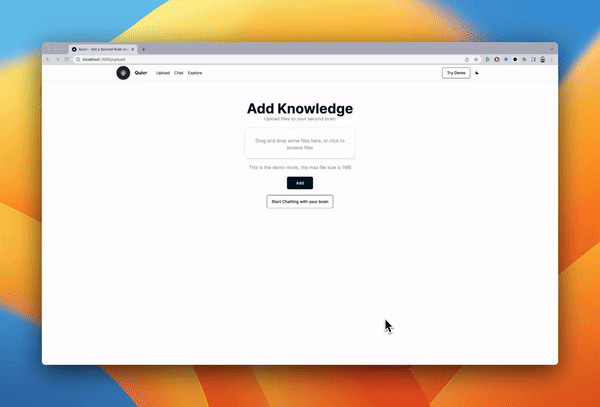 Quivr - Get a Second Brain w
localhost:3000/upload
Quivr Upload Chat Explore Try Demo
Add Knowledge
Upload files to your second brain
Drag and drop some files here, or click to
browse files
This is the demo mode, the max file size is 1MB
Add
Start Chatting with your brain